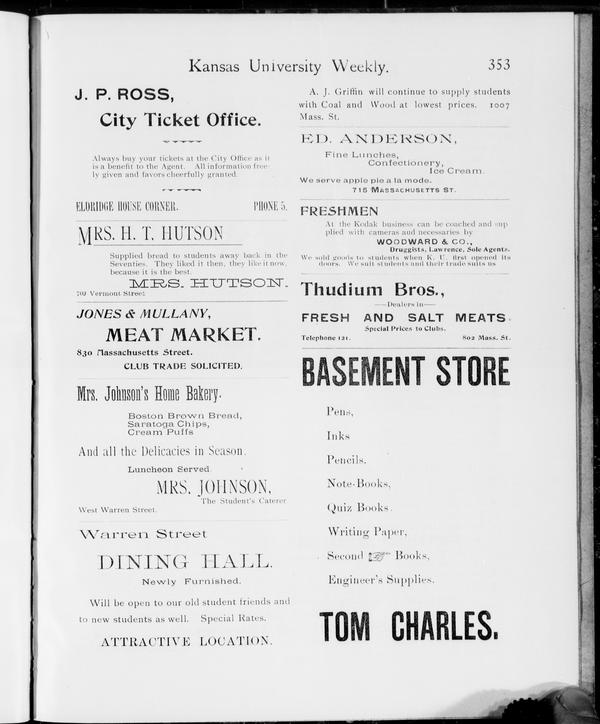 Kansas University Weekly. 353
J. P. ROSS,
City Ticket Office.
Always buy your tickets at the City Office as it
is a benefit to the Agent. All information free-
ly given and favors cheerfully granted.
ELDRIDGE HOUSE CORNER. PHONE 5.
MRS. H. T. HUTSON
Supplied bread to students away back in the
Seventies. They liked it then, they like it now,
because it is the best.
MRS. HUTSON.
707 Vermont Street
JONES & MULLANY,
MEAT MARKET.
830 Massachusetts Street.
CLUB TRADE SOLICITED.
Mrs. Johnson's Home Bakery.
Boston Brown Bread,
Saratoga Chips,
Cream Puffs
And all the Delicacies in Season.
Luncheon Served.
MRS. JOHNSON,
The Student's Caterer
West Warren Street.
Warren Street
DINING HALL.
Newly Furnished.
Will be open to our old student friends and
to new students as well. Special Rates.
ATTRACTIVE LOCATION.
A. J. Griffin will continue to supply students
with Coal and Wood at lowest prices. 1007
Mass. St.
ED. ANDERSON,
Fine Lunches,
Confectionery,
Ice Cream.
We serve apple pie a la mode.
715 MASSACHUSETTS ST.
FRESHMEN
At the Kodak business can be coached and sup
plied with cameras and necessaries by
WOODWARD & CO.,
Druggists, Lawrence, Sole Agents.
We sold goods to students when K. U. first opened its
doors. We suit students and their trade suits us
Thudium Bros.,
—Dealers in—
FRESH AND SALT MEATS.
Special Prices to Clubs.
Telephone 121. 802 Mass. St.
BASEMENT STORE
Pens,
Inks
Pencils,
Note-Books,
Quiz Books.
Writing Paper,
Second ☞ Books,
Engineer's Supplies.
TOM CHARLES.